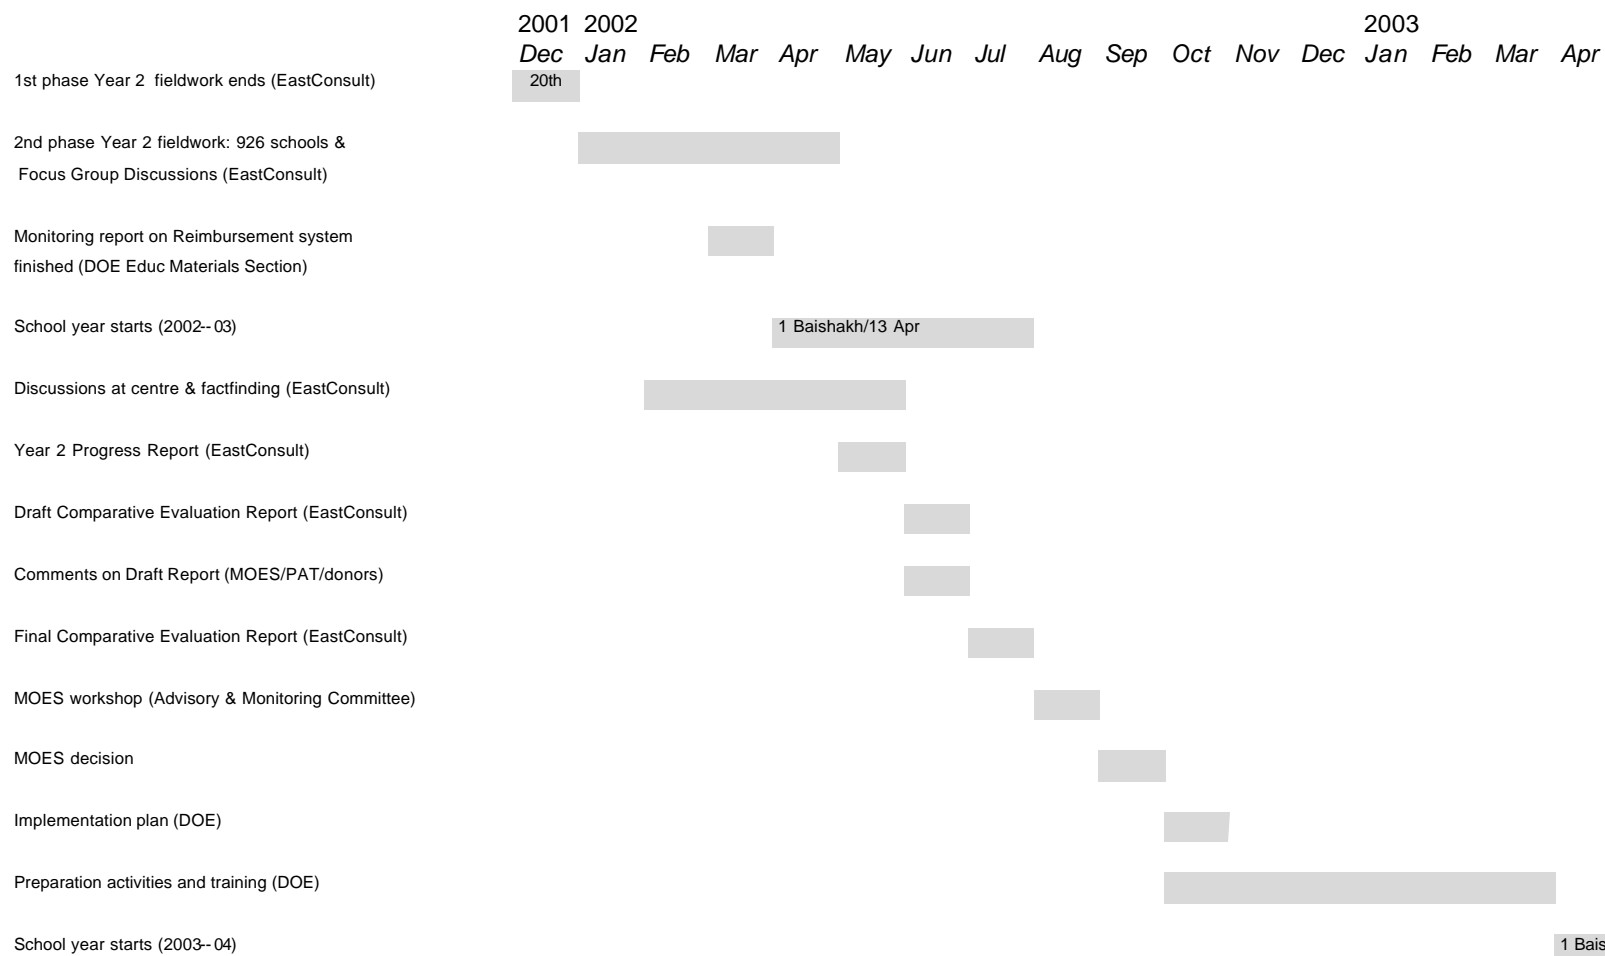 2001 2002 2003
Dec Jan Feb Mar Apr May Jun Jul Aug Sep Oct Nov Dec Jan Feb Mar Apr
1st phase Year 2 fieldwork ends (EastConsult) 20th
2nd phase Year 2 fieldwork: 926 schools &
Focus Group Discussions (EastConsult)
Monitoring report on Reimbursement system
finished (DOE Educ Materials Section)
School year starts (2002--03) 1 Baishakh/13 Apr
Discussions at centre & factfinding (EastConsult)
Year 2 Progress Report (EastConsult)
Draft Comparative Evaluation Report (EastConsult)
Comments on Draft Report (MOES/PAT/donors)
Final Comparative Evaluation Report (EastConsult)
MOES workshop (Advisory & Monitoring Committee)
MOES decision
Implementation plan (DOE)
Preparation activities and training (DOE)
School year starts (2003--04) 1 Bais